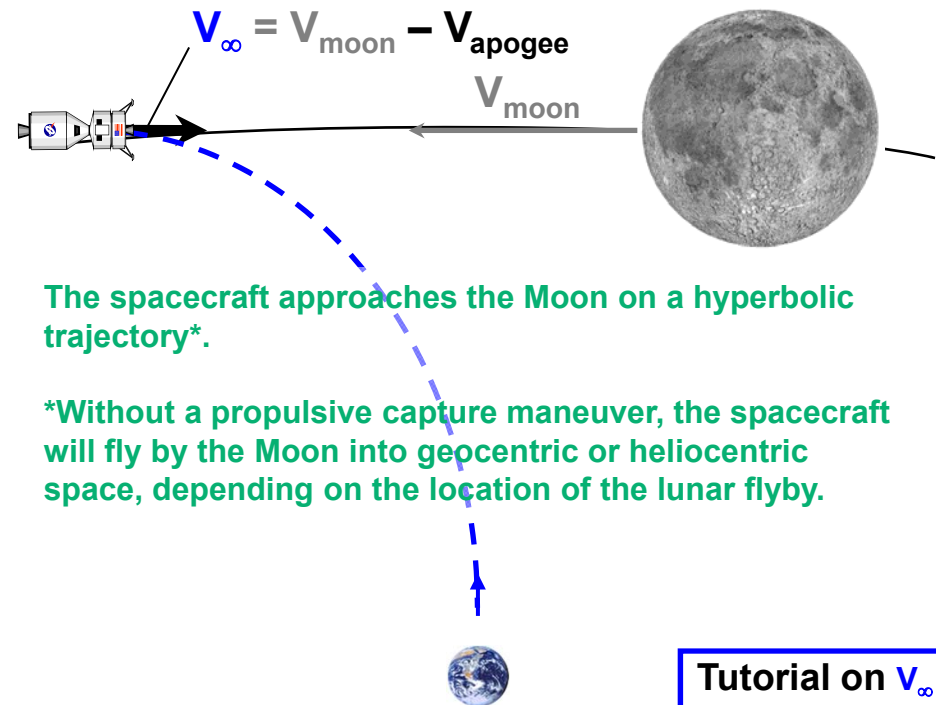 V∞ = Vmoon – Vapogee
Vmoon
The spacecraft approaches the Moon on a hyperbolic
trajectory*.
*Without a propulsive capture maneuver, the spacecraft
will fly by the Moon into geocentric or heliocentric
space, depending on the location of the lunar flyby.
Tutorial on V∞